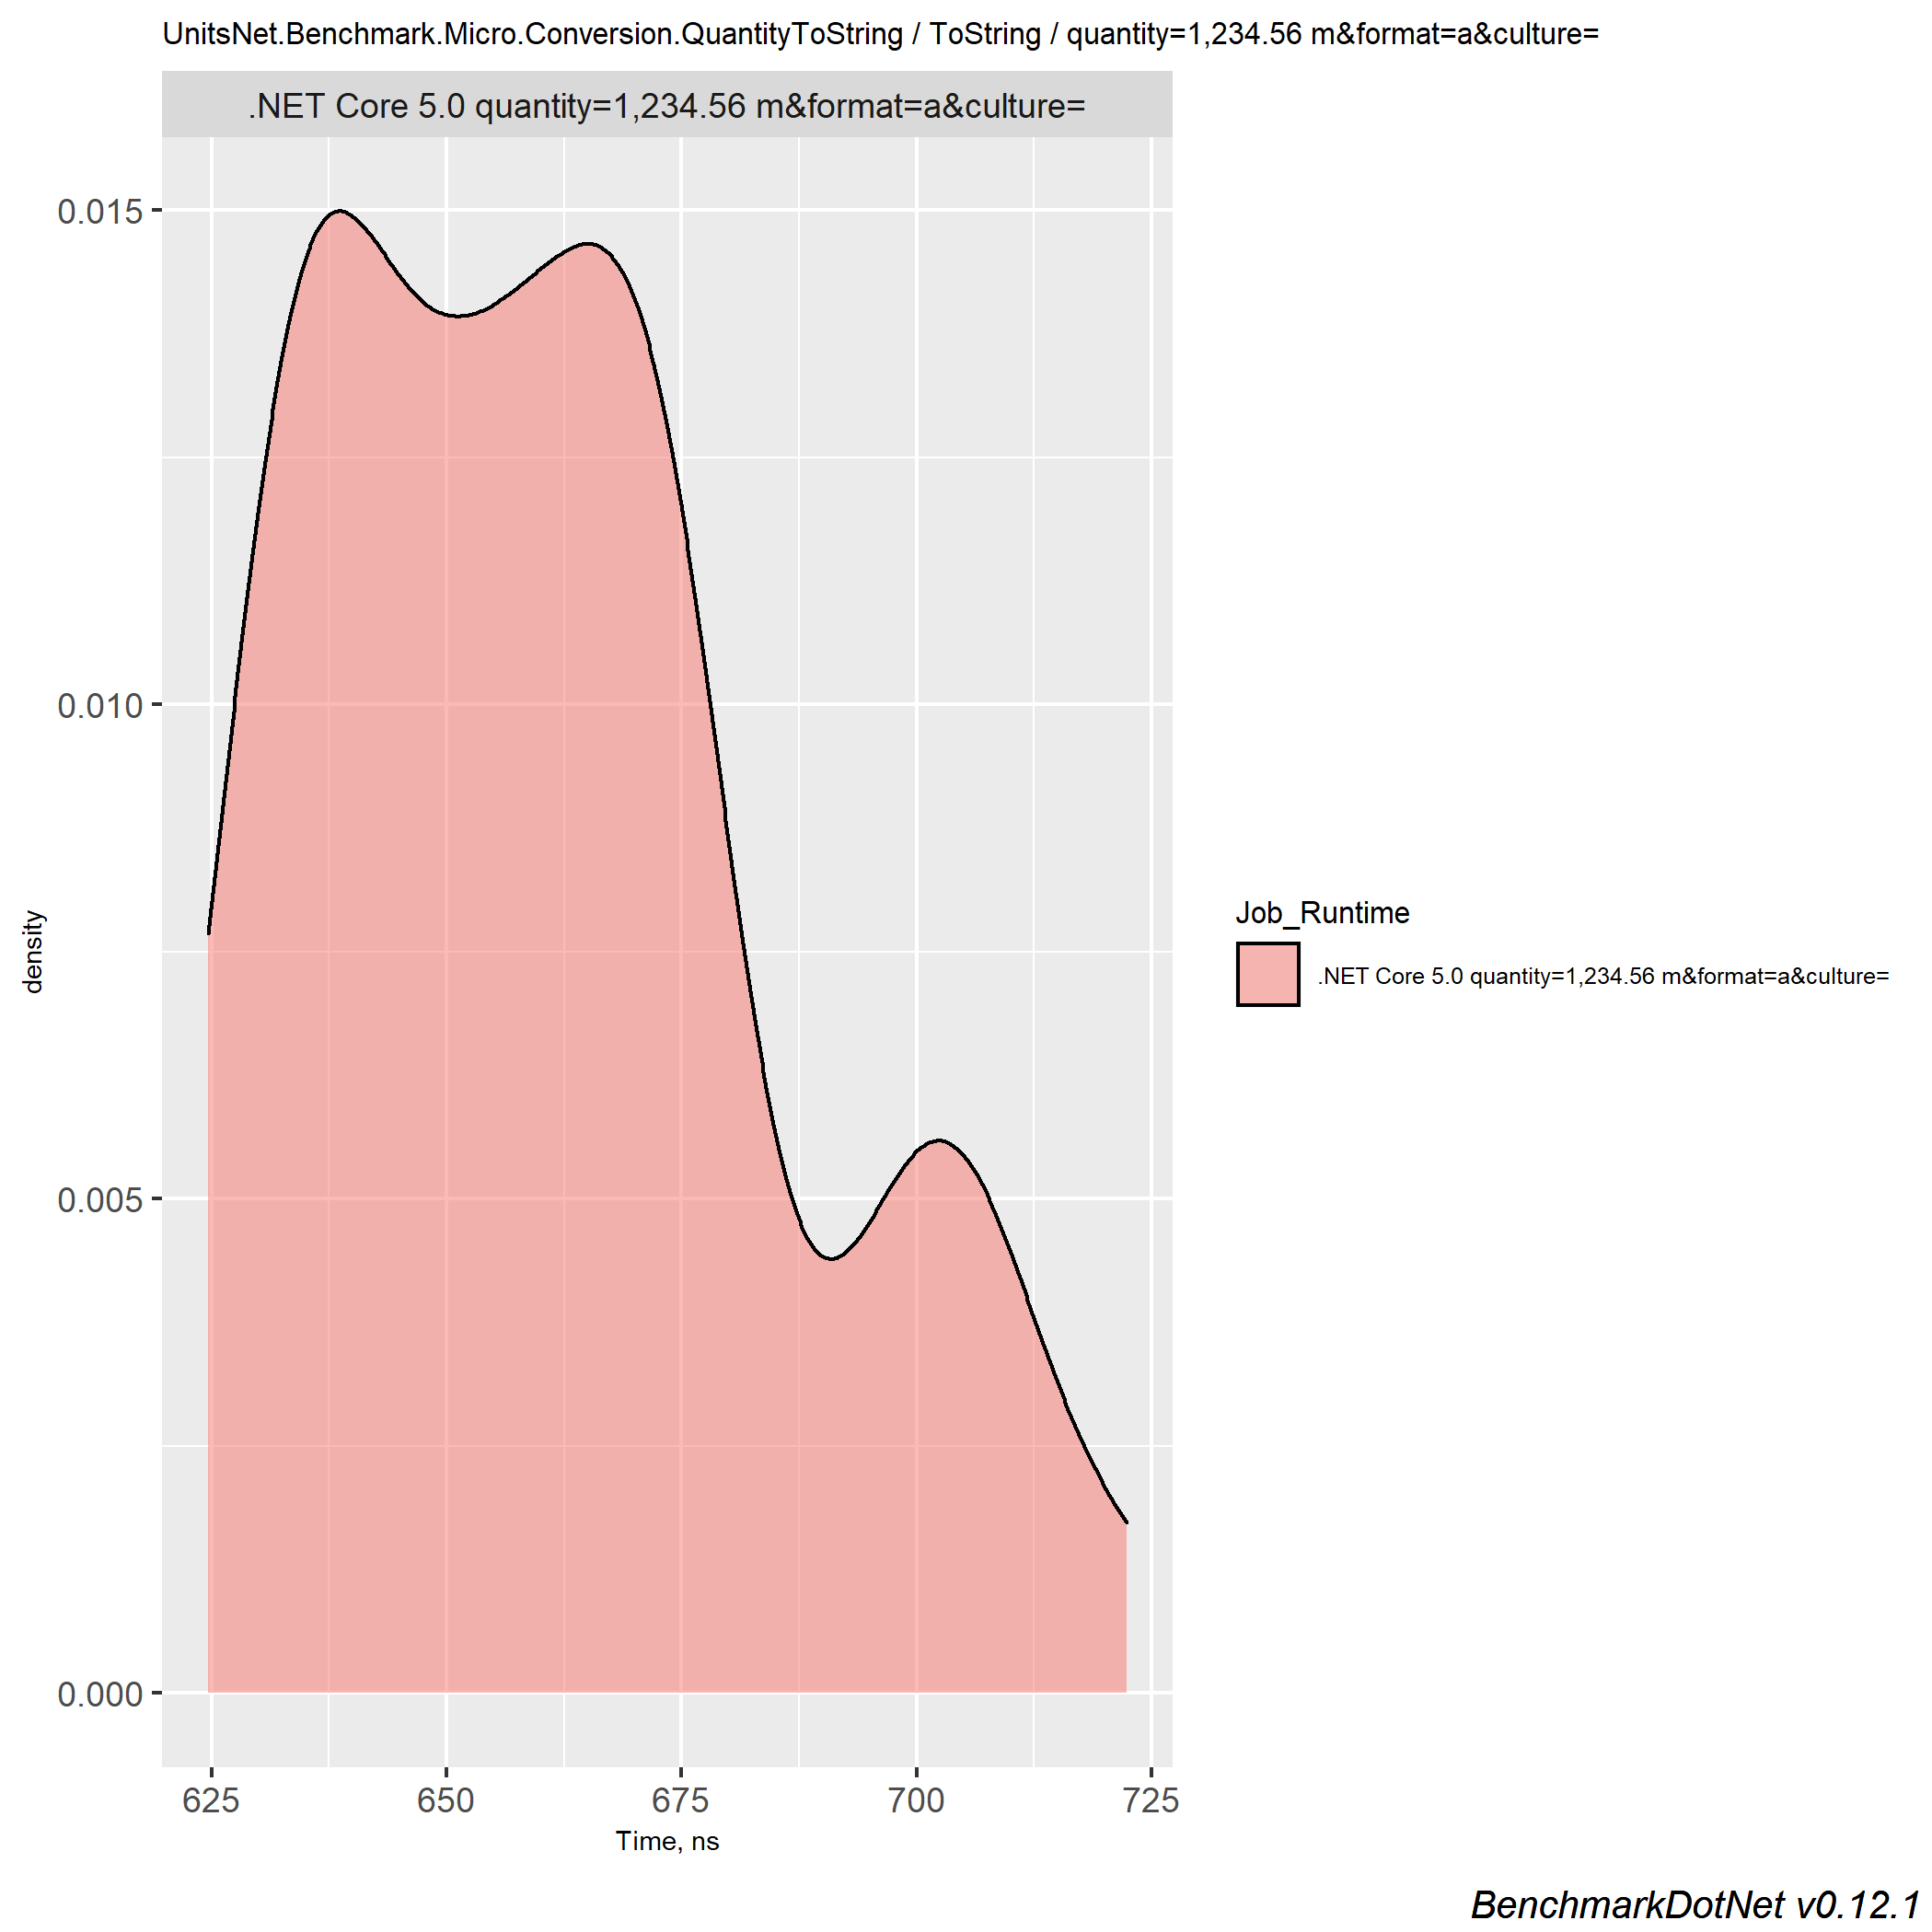 UnitsNet.Benchmark.Micro.Conversion.QuantityToString / ToString / quantity=1,234.56 m&format=a&culture=
.NET Core 5.0 quantity=1,234.56 m&format=a&culture=
0.015
0.010
0.005
0.000
density
625 650 675 700 725
Time, ns
Job_Runtime
.NET Core 5.0 quantity=1,234.56 m&format=a&culture=
BenchmarkDotNet v0.12.1